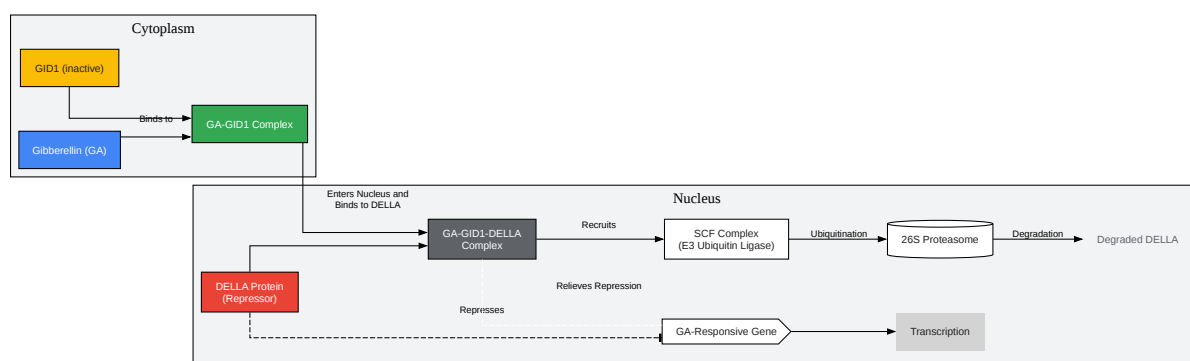 Cytoplasm
GID1 (inactive)
Binds to
GA-GID1 Complex
Gibberellin (GA)
Nucleus
Enters Nucleus and
Binds to DELLA
GA-GID1-DELLA
Complex
Recruits
SCF Complex
(E3 Ubiquitin Ligase)
Ubiquitination
26S Proteasome
Degradation
Degraded DELLA
DELLA Protein
(Repressor)
Relieves Repression
Represses
GA-Responsive Gene
Transcription